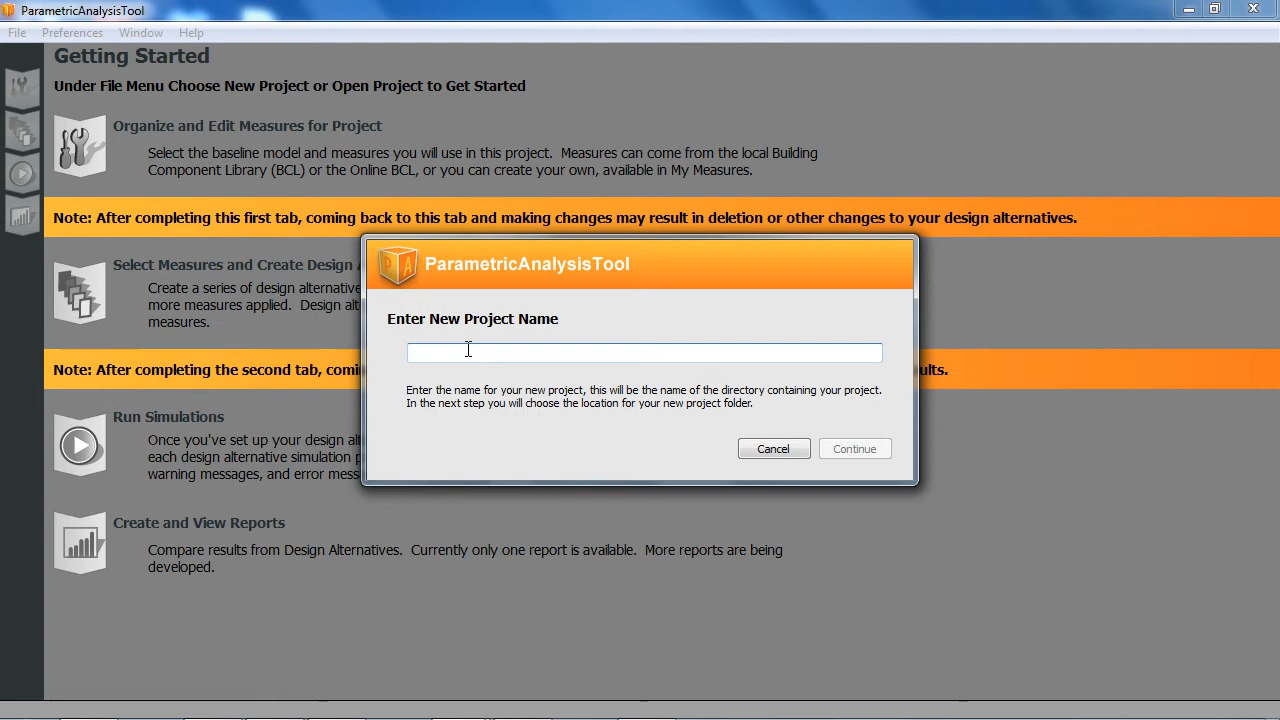 ParametricAnalysisTool
File Preferences Window Help
Getting Started
Under File Menu Choose New Project or Open Project to Get Started
Organize and Edit Measures for Project
Select the baseline model and measures you will use in this project. Measures can come from the local Building
Component Library (BCL) or the Online BCL, or you can create your own, available in My Measures.
Note: After completing this first tab, coming back to this tab and making changes may result in deletion or other changes to your design alternatives.
Select Measures and Create Design
Create a series of design alternative
more measures applied. Design
measures.
Note: After completing the second tab,
Run Simulations
Once you've set up your design
each design alternative simulation
warning messages, and error
Create and View Reports
Compare results from Design Alternatives. Currently only one report is available. More reports are being
developed.
PA
ParametricAnalysisTool
Enter New Project Name
Enter the name for your new project, this will be the name of the directory containing your project.
In the next step you will choose the location for your new project folder.
Cancel Continue